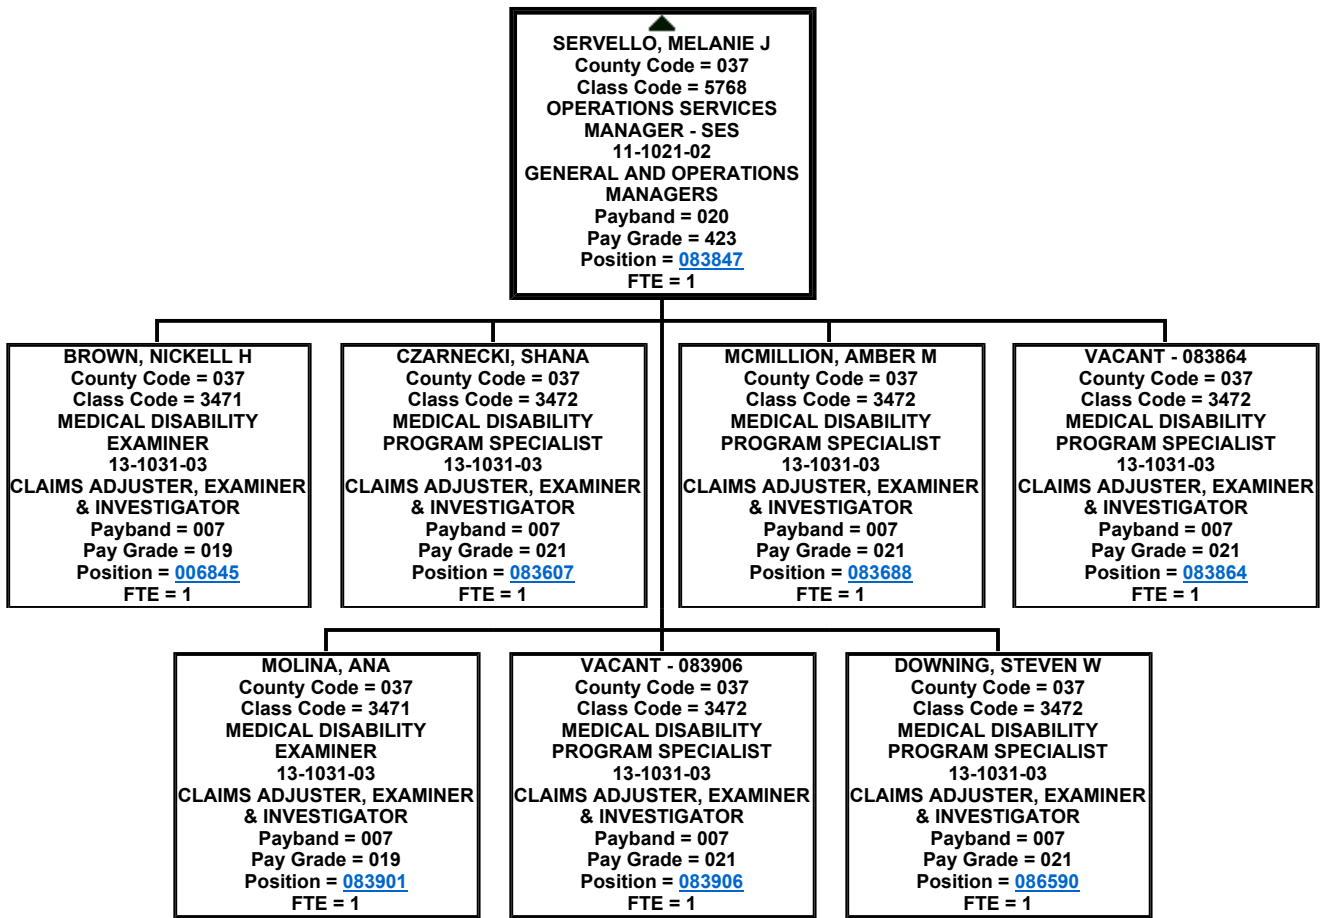 SERVELLO, MELANIE J
County Code = 037
Class Code = 5768
OPERATIONS SERVICES
MANAGER - SES
11-1021-02
GENERAL AND OPERATIONS
MANAGERS
Payband = 020
Pay Grade = 423
Position = 083847
FTE = 1
BROWN, NICKELL H
County Code = 037
Class Code = 3471
MEDICAL DISABILITY
EXAMINER
13-1031-03
CLAIMS ADJUSTER, EXAMINER
& INVESTIGATOR
Payband = 007
Pay Grade = 019
Position = 006845
FTE = 1
CZARNECKI, SHANA
County Code = 037
Class Code = 3472
MEDICAL DISABILITY
PROGRAM SPECIALIST
13-1031-03
CLAIMS ADJUSTER, EXAMINER
& INVESTIGATOR
Payband = 007
Pay Grade = 021
Position = 083607
FTE = 1
MCMILLION, AMBER M
County Code = 037
Class Code = 3472
MEDICAL DISABILITY
PROGRAM SPECIALIST
13-1031-03
CLAIMS ADJUSTER, EXAMINER
& INVESTIGATOR
Payband = 007
Pay Grade = 021
Position = 083688
FTE = 1
VACANT - 083864
County Code = 037
Class Code = 3472
MEDICAL DISABILITY
PROGRAM SPECIALIST
13-1031-03
CLAIMS ADJUSTER, EXAMINER
& INVESTIGATOR
Payband = 007
Pay Grade = 021
Position = 083864
FTE = 1
MOLINA, ANA
County Code = 037
Class Code = 3471
MEDICAL DISABILITY
EXAMINER
13-1031-03
CLAIMS ADJUSTER, EXAMINER
& INVESTIGATOR
Payband = 007
Pay Grade = 019
Position = 083901
FTE = 1
VACANT - 083906
County Code = 037
Class Code = 3472
MEDICAL DISABILITY
PROGRAM SPECIALIST
13-1031-03
CLAIMS ADJUSTER, EXAMINER
& INVESTIGATOR
Payband = 007
Pay Grade = 021
Position = 083906
FTE = 1
DOWNING, STEVEN W
County Code = 037
Class Code = 3472
MEDICAL DISABILITY
PROGRAM SPECIALIST
13-1031-03
CLAIMS ADJUSTER, EXAMINER
& INVESTIGATOR
Payband = 007
Pay Grade = 021
Position = 086590
FTE = 1